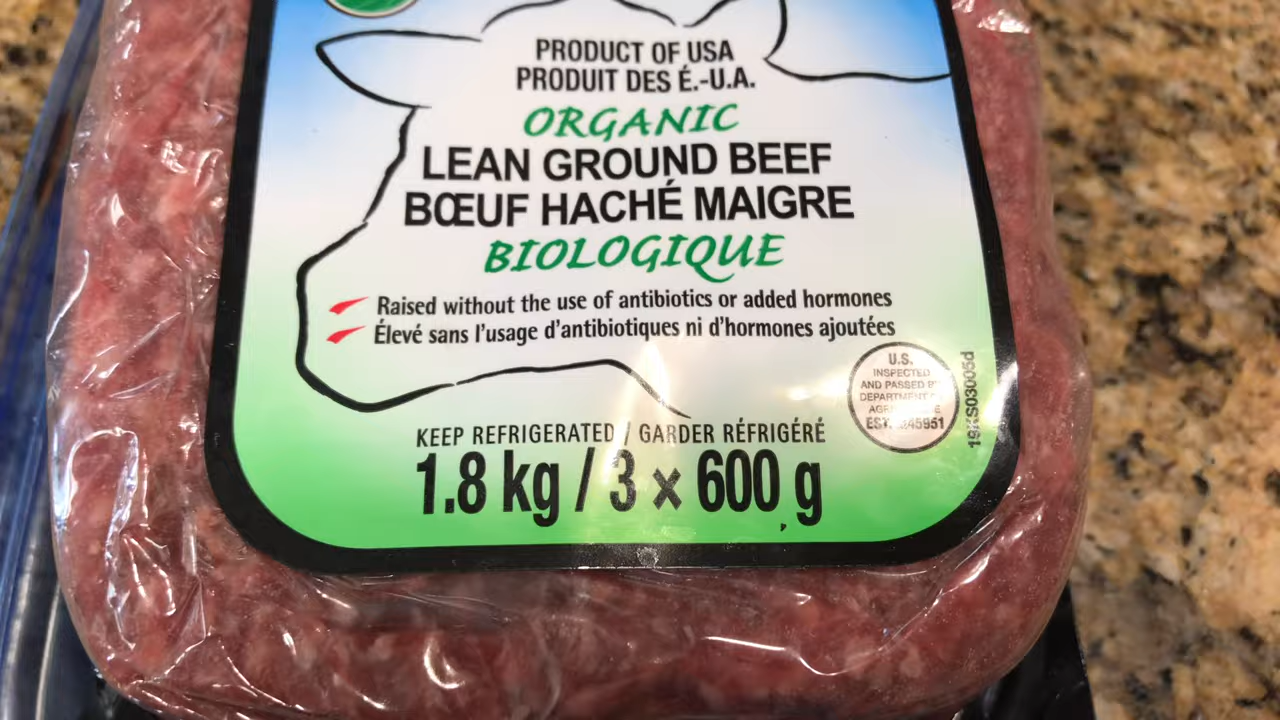 PRODUCT OF USA
PRODUIT DES É.-U.A.
ORGANIC
LEAN GROUND BEEF
BŒUF HACHÉ MAIGRE
BIOLOGIQUE
Raised without the use of antibiotics or added hormones
Élevé sans l'usage d'antibiotiques ni d'hormones ajoutées
U.S.
INSPECTED
AND PASSED
EST.
KEEP REFRIGERATED / GARDER RÉFRIGÉRÉ
1.8 kg / 3 × 600 g